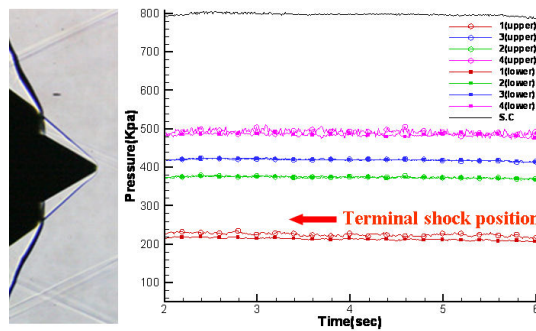 Pressure(Kpa)
800
700
600
500
400
300
200
100
1(upper)
3(upper)
2(upper)
4(upper)
1(lower)
2(lower)
3(lower)
4(lower)
S.C
Terminal shock position
2
3
4
5
6
Time(sec)